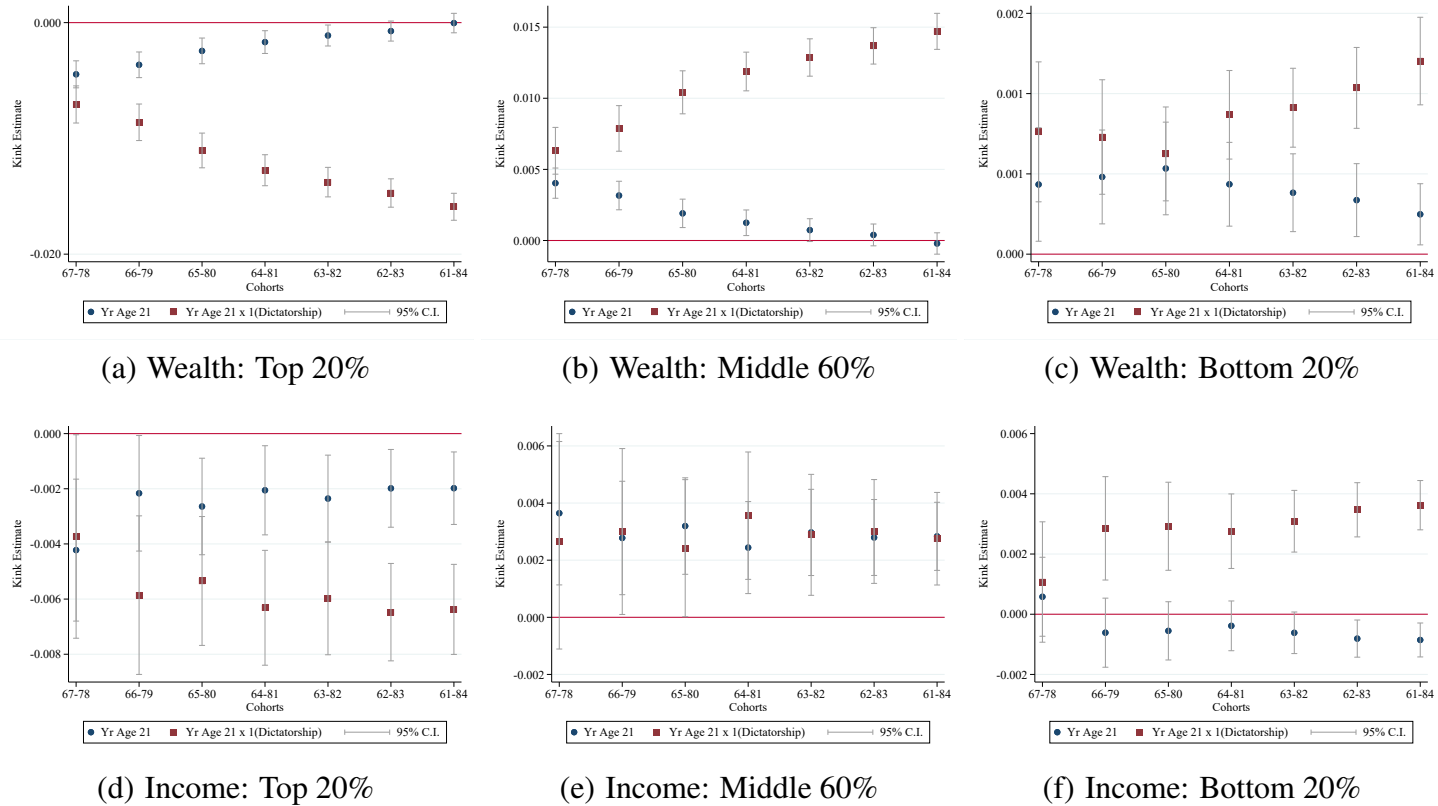 Kink Estimate
0.000
-0.020
67-78 66-79 65-80 64-81 63-82 62-83 61-84
Cohorts
Yr Age 21 Yr Age 21 x 1(Dictatorship) 95% C.I.
(a) Wealth: Top 20%
Kink Estimate
0.015
0.010
0.005
0.000
67-78 66-79 65-80 64-81 63-82 62-83 61-84
Cohorts
Yr Age 21 Yr Age 21 x 1(Dictatorship) 95% C.I.
(b) Wealth: Middle 60%
Kink Estimate
0.002
0.001
0.001
0.000
67-78 66-79 65-80 64-81 63-82 62-83 61-84
Cohorts
Yr Age 21 Yr Age 21 x 1(Dictatorship) 95% C.I.
(c) Wealth: Bottom 20%
Kink Estimate
0.000
-0.002
-0.004
-0.006
-0.008
67-78 66-79 65-80 64-81 63-82 62-83 61-84
Cohorts
Yr Age 21 Yr Age 21 x 1(Dictatorship) 95% C.I.
(d) Income: Top 20%
Kink Estimate
0.006
0.004
0.002
0.000
-0.002
67-78 66-79 65-80 64-81 63-82 62-83 61-84
Cohorts
Yr Age 21 Yr Age 21 x 1(Dictatorship) 95% C.I.
(e) Income: Middle 60%
Kink Estimate
0.006
0.004
0.002
0.000
-0.002
67-78 66-79 65-80 64-81 63-82 62-83 61-84
Cohorts
Yr Age 21 Yr Age 21 x 1(Dictatorship) 95% C.I.
(f) Income: Bottom 20%